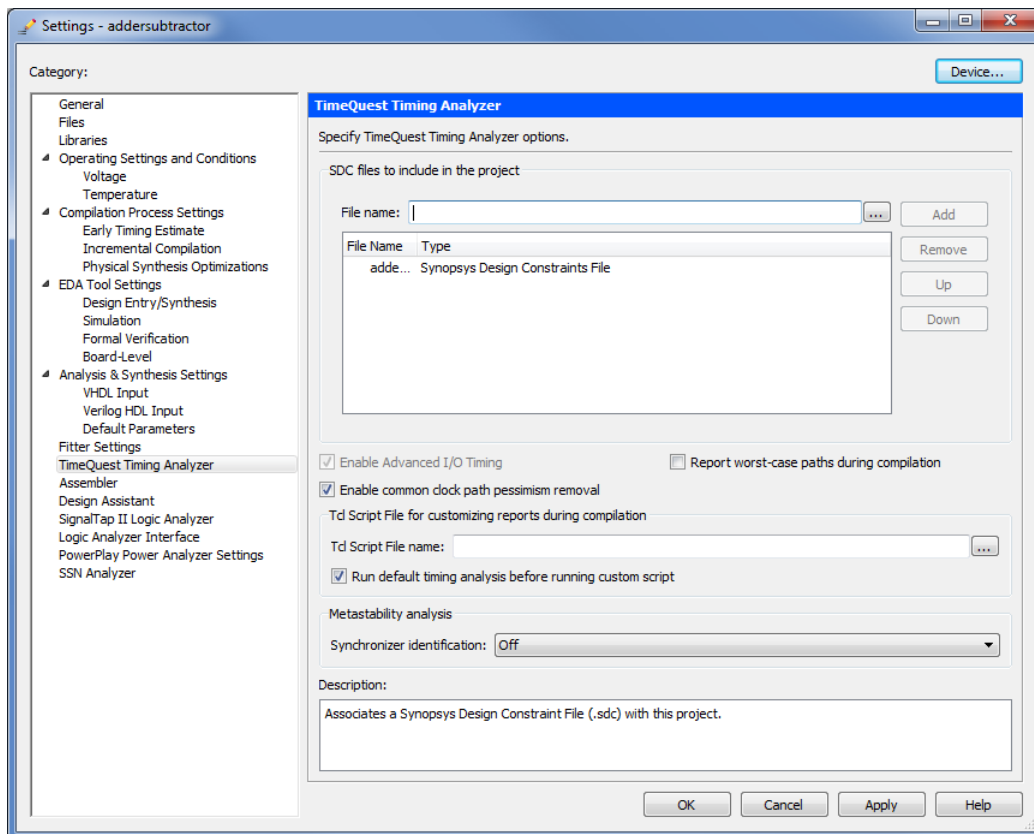 Settings - addersubtractor
Category:
Device...
General
Files
Libraries
Operating Settings and Conditions
Voltage
Temperature
Compilation Process Settings
Early Timing Estimate
Incremental Compilation
Physical Synthesis Optimizations
EDA Tool Settings
Design Entry/Synthesis
Simulation
Formal Verification
Board-Level
Analysis & Synthesis Settings
VHDL Input
Verilog HDL Input
Default Parameters
Fitter Settings
TimeQuest Timing Analyzer
Assembler
Design Assistant
SignalTap II Logic Analyzer
Logic Analyzer Interface
PowerPlay Power Analyzer Settings
SSN Analyzer
TimeQuest Timing Analyzer
Specify TimeQuest Timing Analyzer options.
SDC files to include in the project
File name:
...
Add
File Name Type
Remove
adde... Synopsys Design Constraints File
Up
Down
Enable Advanced I/O Timing
Report worst-case paths during compilation
Enable common clock path pessimism removal
Tcl Script File for customizing reports during compilation
Tcl Script File name:
...
Run default timing analysis before running custom script
Metastability analysis
Synchronizer identification: Off
Description:
Associates a Synopsys Design Constraint File (.sdc) with this project.
OK Cancel Apply Help